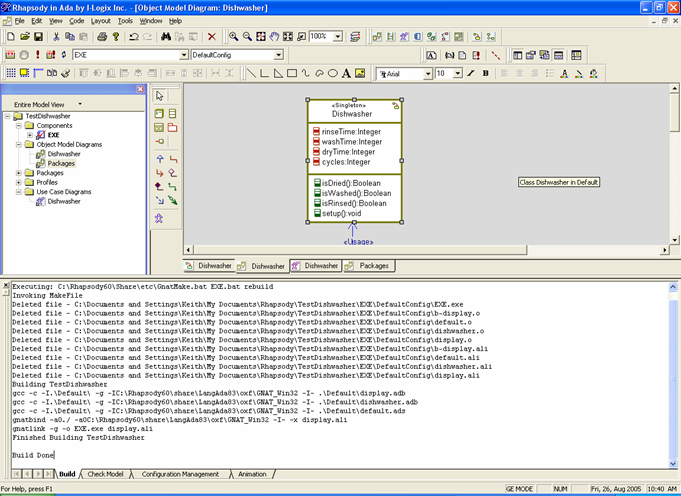 Rhapsody in Ada by I-Logix Inc. - [Object Model Diagram: Dishwasher]
File Edit View Code Layout Tools Window Help
100%
EXE DefaultConfig
Arial 10
Entire Model View
TestDishwasher
Components
EXE
Object Model Diagrams
Dishwasher
Packages
Packages
Profiles
Use Case Diagrams
Dishwasher
«Singleton»
Dishwasher
rinseTime:Integer
washTime:Integer
dryTime:Integer
cycles:Integer
isDried():Boolean
isWashed():Boolean
isRinsed():Boolean
setup():void
«Usage»
Class Dishwasher in Default
Dishwasher Dishwasher Dishwasher Packages
Executing: C:\Rhapsody60\Share\etc\GnatMake.bat EXE.bat rebuild
Invoking MakeFile
Deleted file - C:\Documents and Settings\Keith\My Documents\Rhapsody\TestDishwasher\EXE\DefaultConfig\EXE.exe
Deleted file - C:\Documents and Settings\Keith\My Documents\Rhapsody\TestDishwasher\EXE\DefaultConfig\b~display.o
Deleted file - C:\Documents and Settings\Keith\My Documents\Rhapsody\TestDishwasher\EXE\DefaultConfig\default.o
Deleted file - C:\Documents and Settings\Keith\My Documents\Rhapsody\TestDishwasher\EXE\DefaultConfig\dishwasher.o
Deleted file - C:\Documents and Settings\Keith\My Documents\Rhapsody\TestDishwasher\EXE\DefaultConfig\display.o
Deleted file - C:\Documents and Settings\Keith\My Documents\Rhapsody\TestDishwasher\EXE\DefaultConfig\b~display.ali
Deleted file - C:\Documents and Settings\Keith\My Documents\Rhapsody\TestDishwasher\EXE\DefaultConfig\default.ali
Deleted file - C:\Documents and Settings\Keith\My Documents\Rhapsody\TestDishwasher\EXE\DefaultConfig\dishwasher.ali
Deleted file - C:\Documents and Settings\Keith\My Documents\Rhapsody\TestDishwasher\EXE\DefaultConfig\display.ali
Building TestDishwasher
gcc -c -I.\Default\ -g -IC:\Rhapsody60\share\LangAda83\oxf\GNAT_Win32 -I- .\Default\display.adb
gcc -c -I.\Default\ -g -IC:\Rhapsody60\share\LangAda83\oxf\GNAT_Win32 -I- .\Default\dishwasher.adb
gcc -c -I.\Default\ -g -IC:\Rhapsody60\share\LangAda83\oxf\GNAT_Win32 -I- .\Default\default.ads
gnatbind -aO./ -aOC:\Rhapsody60\share\LangAda83\oxf\GNAT_Win32 -I- -x display.ali
gnatlink -g -o EXE.exe display.ali
Finished Building TestDishwasher
Build Done
Build Check Model Configuration Management Animation
For Help, press F1 GE MODE NUM Fri, 26, Aug 2005 10:40 AM